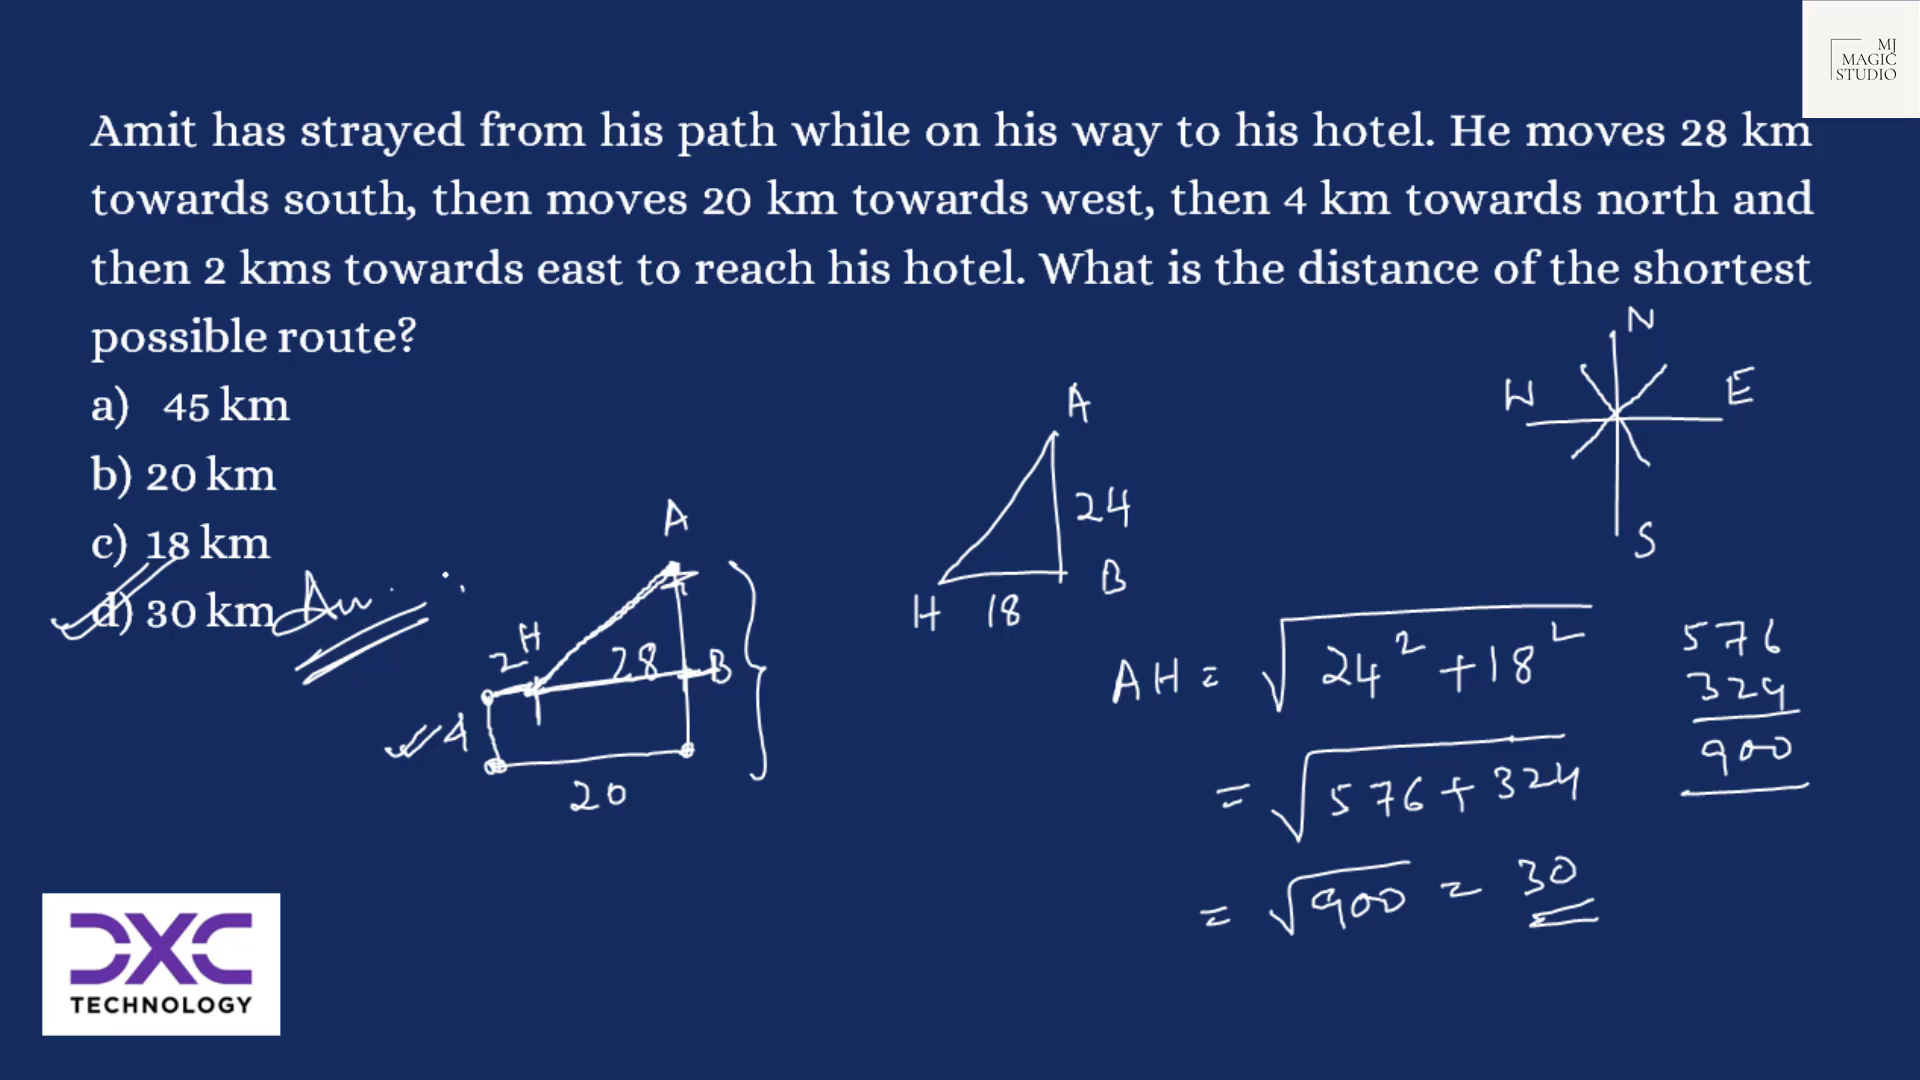 MJ
MAGIC
STUDIO
Amit has strayed from his path while on his way to his hotel. He moves 28 km
towards south, then moves 20 km towards west, then 4 km towards north and
then 2 kms towards east to reach his hotel. What is the distance of the shortest
possible route?
a) 45 km
b) 20 km
c) 18 km
d) 30 km
N
W E
S
A
24
B
H 18
A
H
2 28 B
4
20
AH = √24² + 18²
= √576 + 324
= √900 = 30
576
324
900
DXC
TECHNOLOGY